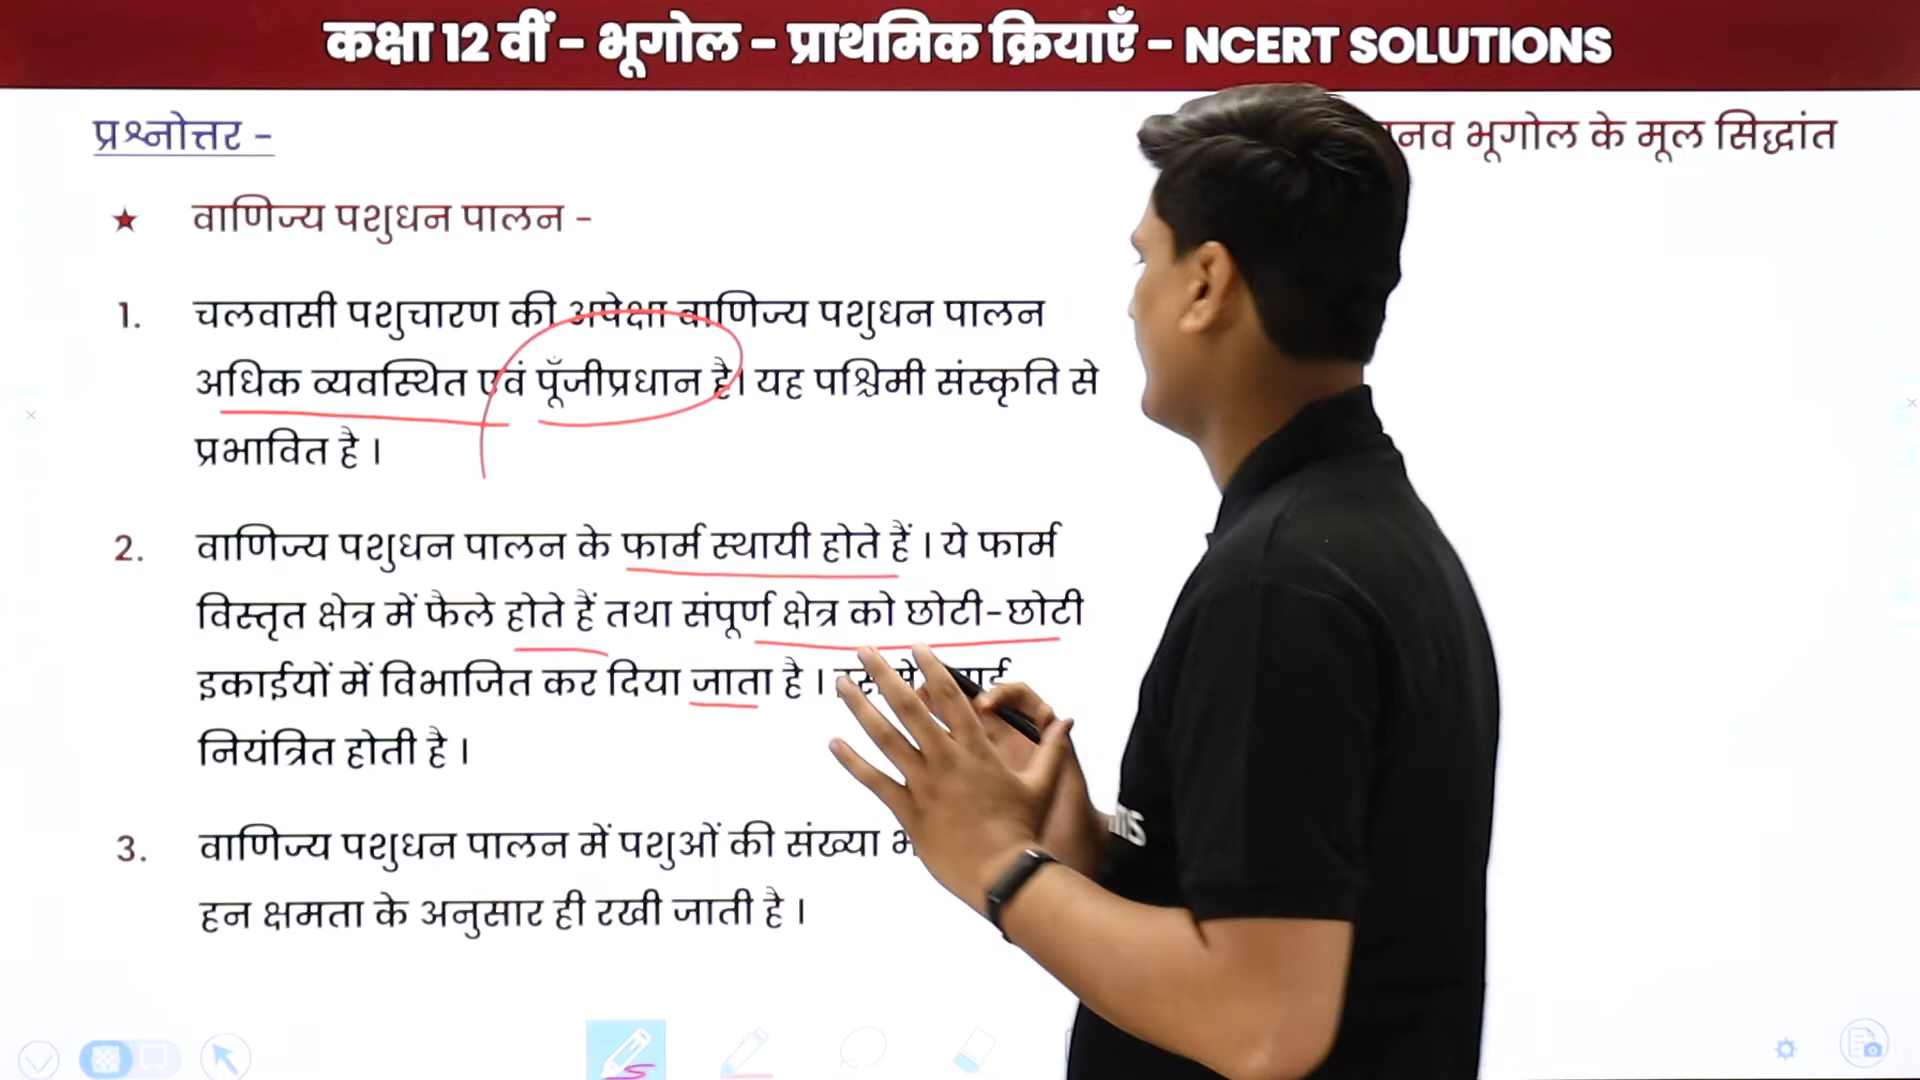 कक्षा 12 वीं - भूगोल - प्राथमिक क्रियाएँ - NCERT SOLUTIONS
प्रश्नोत्तर -
भूगोल के मूल सिद्धांत
★ वाणिज्य पशुधन पालन -
1. चलवासी पशुचारण की अपेक्षा वाणिज्य पशुधन पालन
अधिक व्यवस्थित एवं पूँजीप्रधान है। यह पश्चिमी संस्कृति से
प्रभावित है ।
2. वाणिज्य पशुधन पालन के फार्म स्थायी होते हैं । ये फार्म
विस्तृत क्षेत्र में फैले होते हैं तथा संपूर्ण क्षेत्र को छोटी-छोटी
इकाईयों में विभाजित कर दिया जाता है ।
नियंत्रित होती है ।
3. वाणिज्य पशुधन पालन में पशुओं की संख्या
हन क्षमता के अनुसार ही रखी जाती है ।